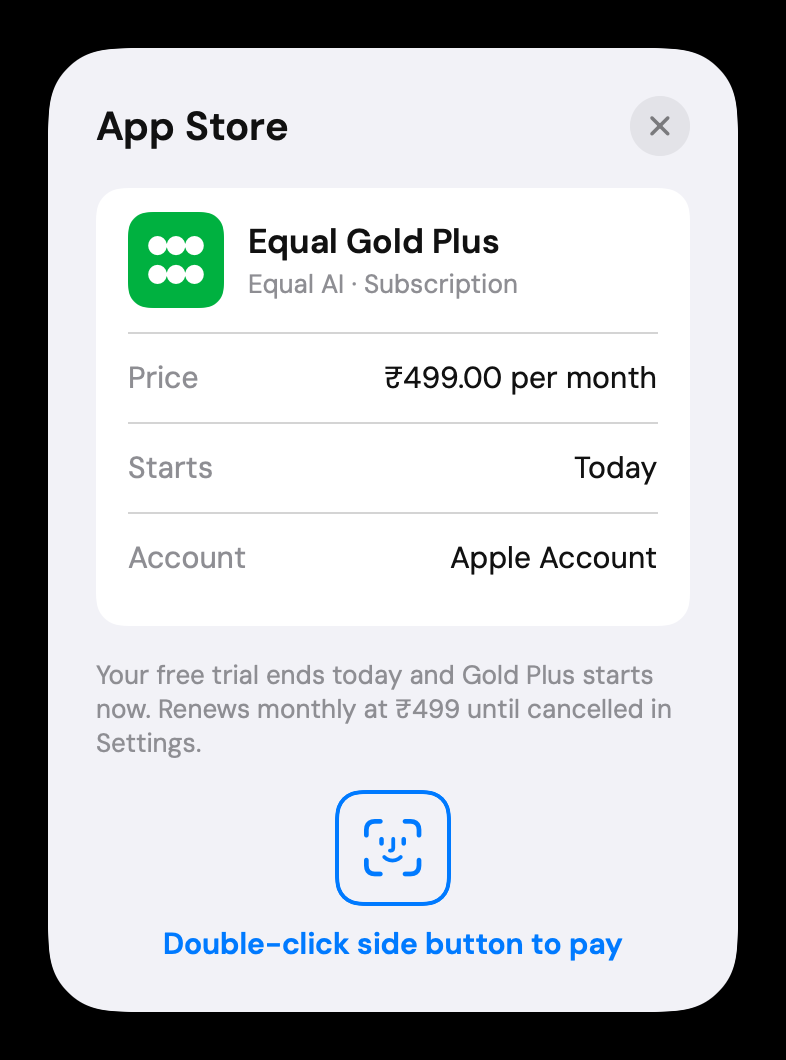 App Store
Equal Gold Plus
Equal AI · Subscription
Price
₹499.00 per month
Starts
Today
Account
Apple Account
Your free trial ends today and Gold Plus starts
now. Renews monthly at ₹499 until cancelled in
Settings.
Double-click side button to pay